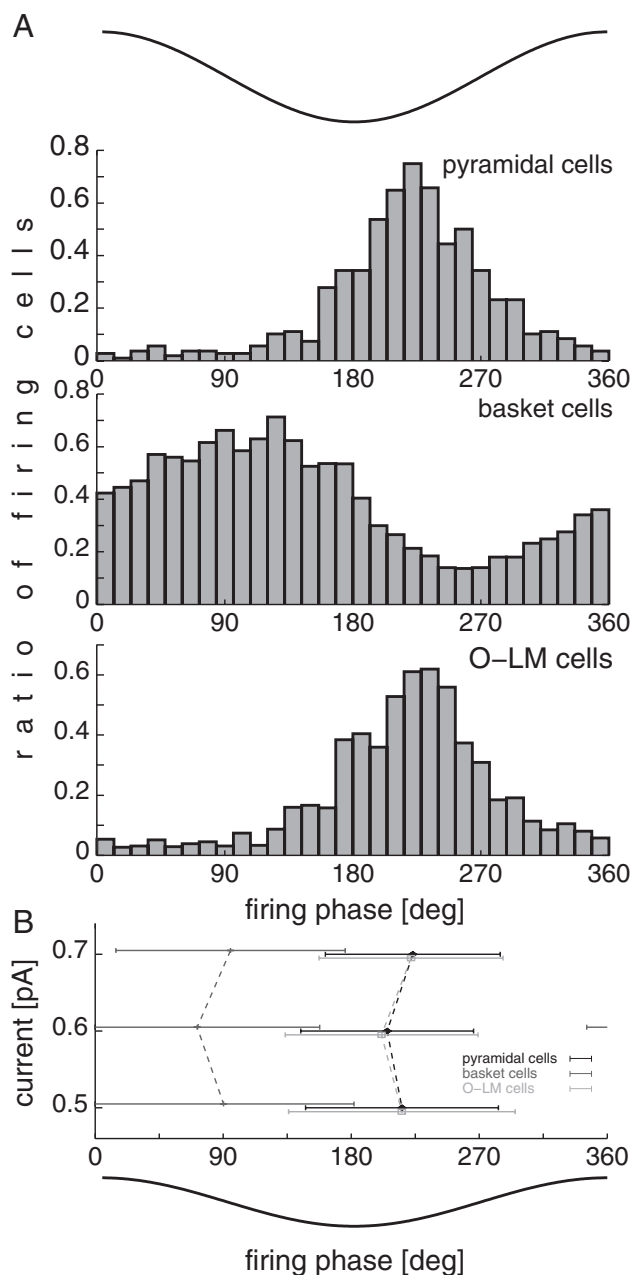 A
ratio of firing cells
0.8
pyramidal cells
0.6
0.4
0.2
0
0 90 180 270 360
0.8
basket cells
0.6
0.4
0.2
0
0 90 180 270 360
O-LM cells
0.6
0.4
0.2
0
0 90 180 270 360
firing phase [deg]
B
current [pA]
0.7
0.6
0.5
pyramidal cells
basket cells
O-LM cells
0 90 180 270 360
firing phase [deg]